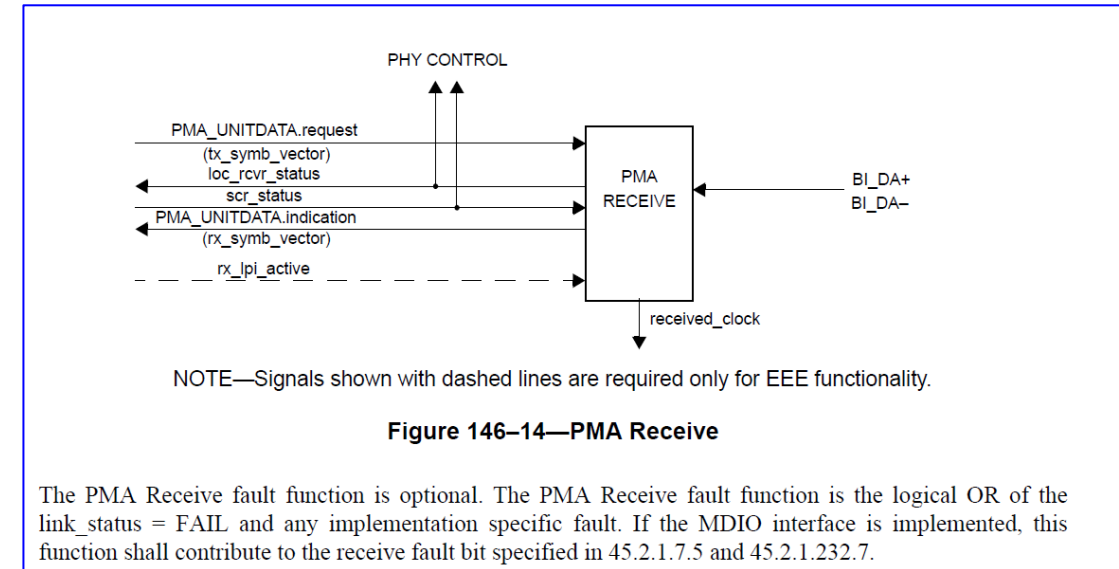 PHY CONTROL
PMA_UNITDATA.request
(tx_symb_vector)
loc_rcvr_status
scr_status
PMA_UNITDATA.indication
(rx_symb_vector)
rx_lpi_active
PMA
RECEIVE
BI_DA+
BI_DA–
received_clock
NOTE—Signals shown with dashed lines are required only for EEE functionality.
Figure 146–14—PMA Receive
The PMA Receive fault function is optional. The PMA Receive fault function is the logical OR of the
link_status = FAIL and any implementation specific fault. If the MDIO interface is implemented, this
function shall contribute to the receive fault bit specified in 45.2.1.7.5 and 45.2.1.232.7.